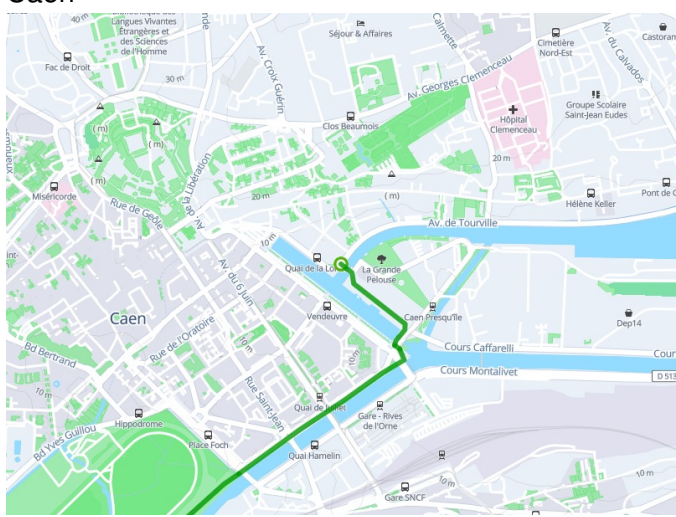 Caen
Langues Vivantes
Étrangères et
des Sciences
de l'Homme
40 m
Séjour & Affaires
Calmette
Cimetière
Nord-Est
Av. du Calvados
Castoram
Fac de Droit
30 m
Av. Croix Guérin
Av. Georges Clemenceau
Groupe Scolaire
Saint-Jean Eudes
Hôpital
Clemenceau
Clos Beaumois
( m)
( m)
20 m
Miséricorde
Rue de Geôle
Av. de la Libération
20 m
( m)
Hélène Keller
Pont de C
Av. de Tourville
10 m
Quai de la Lon
La Grande
Pelouse
Av. du 6 Juin
Caen
Vendeuvre
Caen Presqu'île
Dep14
Rue de l'Oratoire
Bd Bertrand
10 m
Cours Caffarelli
Cour
Cours Montalivet
D 513
10 m
Rue Saint-Jean
Quai de Juillet
Gare - Rives
de l'Orne
Hippodrome
Bd Yves Guillou
Place Foch
Quai Hamelin
10 m
10 m
Gare SNCF